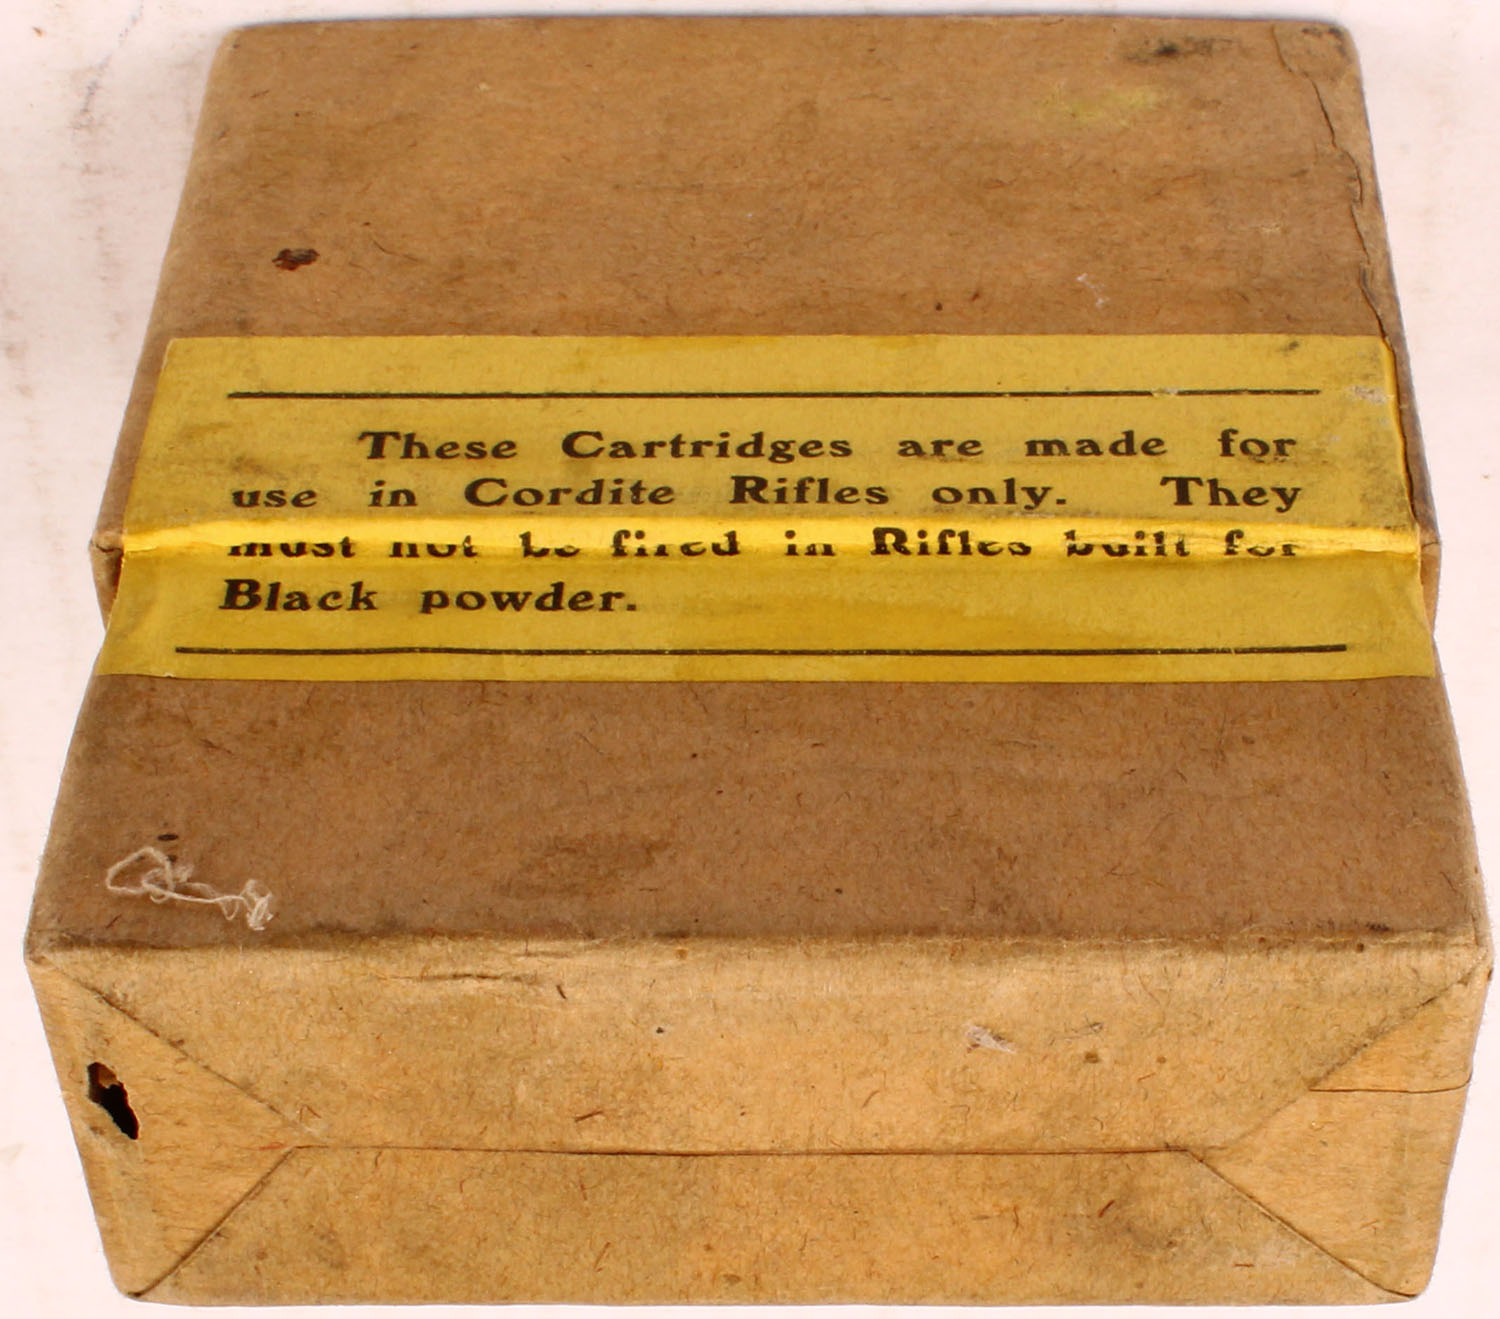 These Cartridges are made for
use in Cordite Rifles only. They
must not be fired in Rifles built for
Black powder.